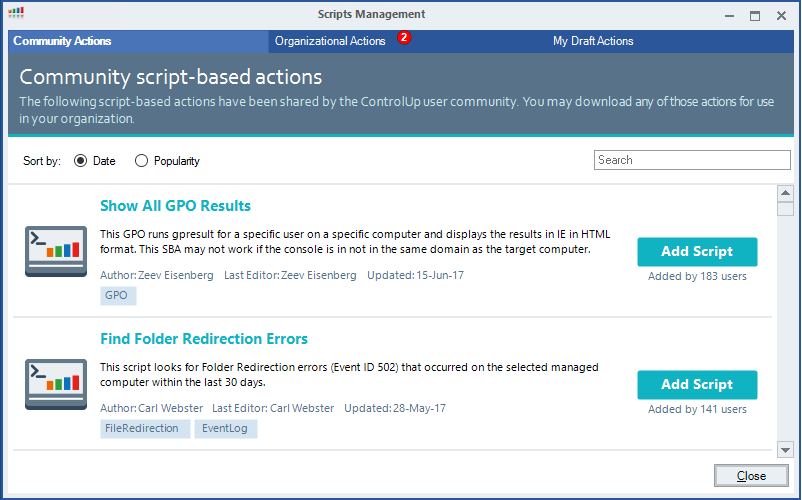 Scripts Management
Community Actions
Organizational Actions
2
My Draft Actions
Community script-based actions
The following script-based actions have been shared by the ControlUp user community. You may download any of those actions for use
in your organization.
Sort by:
Date
Popularity
Search
Show All GPO Results
This GPO runs gpresult for a specific user on a specific computer and displays the results in IE in HTML
format. This SBA may not work if the console is in not in the same domain as the target computer.
Author: Zeev Eisenberg Last Editor: Zeev Eisenberg Updated: 15-Jun-17
GPO
Add Script
Added by 183 users
Find Folder Redirection Errors
This script looks for Folder Redirection errors (Event ID 502) that occurred on the selected managed
computer within the last 30 days.
Author: Carl Webster Last Editor: Carl Webster Updated: 28-May-17
FileRedirection EventLog
Add Script
Added by 141 users
Close